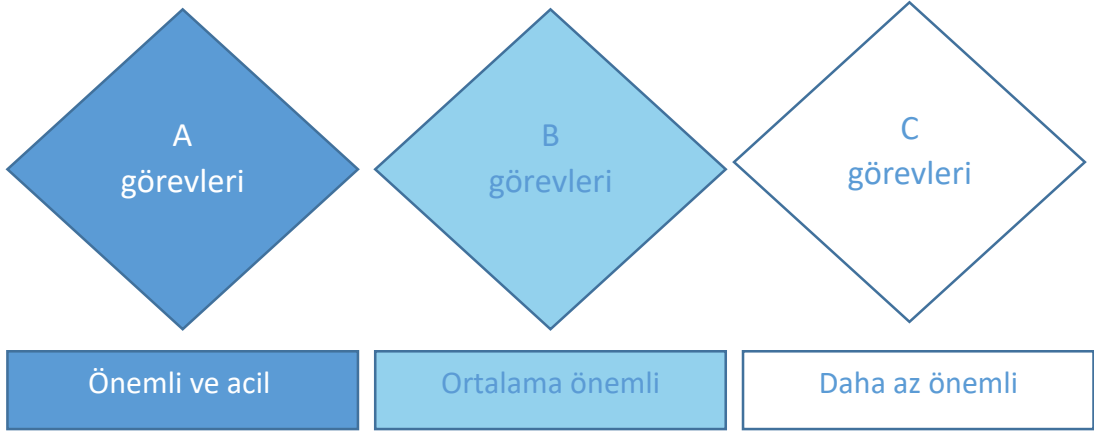 A
görevleri
B
görevleri
C
görevleri
Önemli ve acil
Ortalama önemli
Daha az önemli